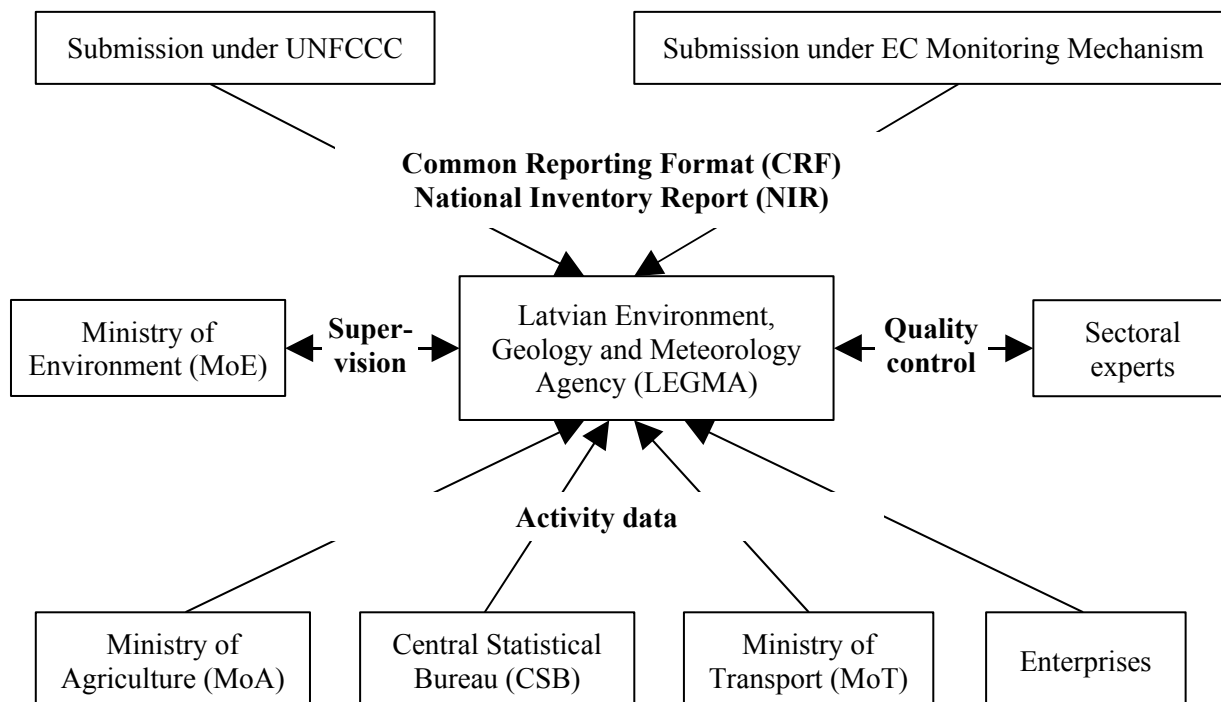 Submission under UNFCCC
Submission under EC Monitoring Mechanism
Common Reporting Format (CRF)
National Inventory Report (NIR)
Ministry of
Environment (MoE)
Super-
vision
Latvian Environment,
Geology and Meteorology
Agency (LEGMA)
Quality
control
Sectoral
experts
Activity data
Ministry of
Agriculture (MoA)
Central Statistical
Bureau (CSB)
Ministry of
Transport (MoT)
Enterprises